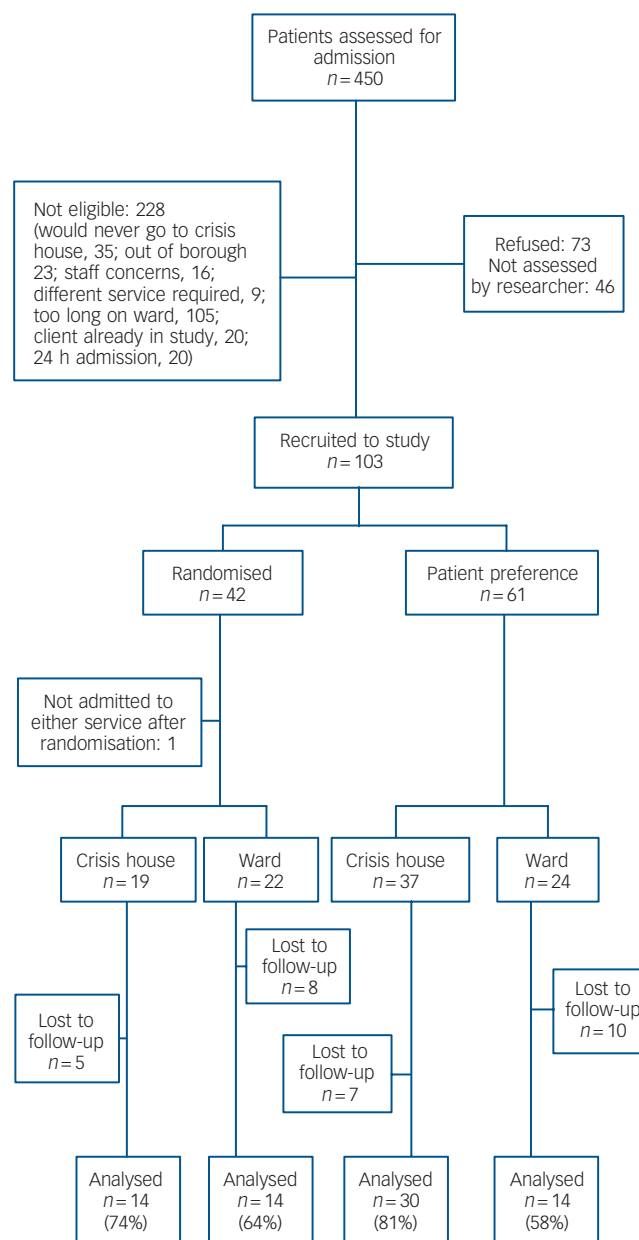 Patients assessed for
admission
n=450
Not eligible: 228
(would never go to crisis
house, 35; out of borough
23; staff concerns, 16;
different service required, 9;
too long on ward, 105;
client already in study, 20;
24 h admission, 20)
Refused: 73
Not assessed
by researcher: 46
Recruited to study
n=103
Randomised
n=42
Patient preference
n=61
Not admitted to
either service after
randomisation: 1
Crisis house
n=19
Ward
n=22
Crisis house
n=37
Ward
n=24
Lost to
follow-up
n=5
Lost to
follow-up
n=8
Lost to
follow-up
n=7
Lost to
follow-up
n=10
Analysed
n=14
(74%)
Analysed
n=14
(64%)
Analysed
n=30
(81%)
Analysed
n=14
(58%)